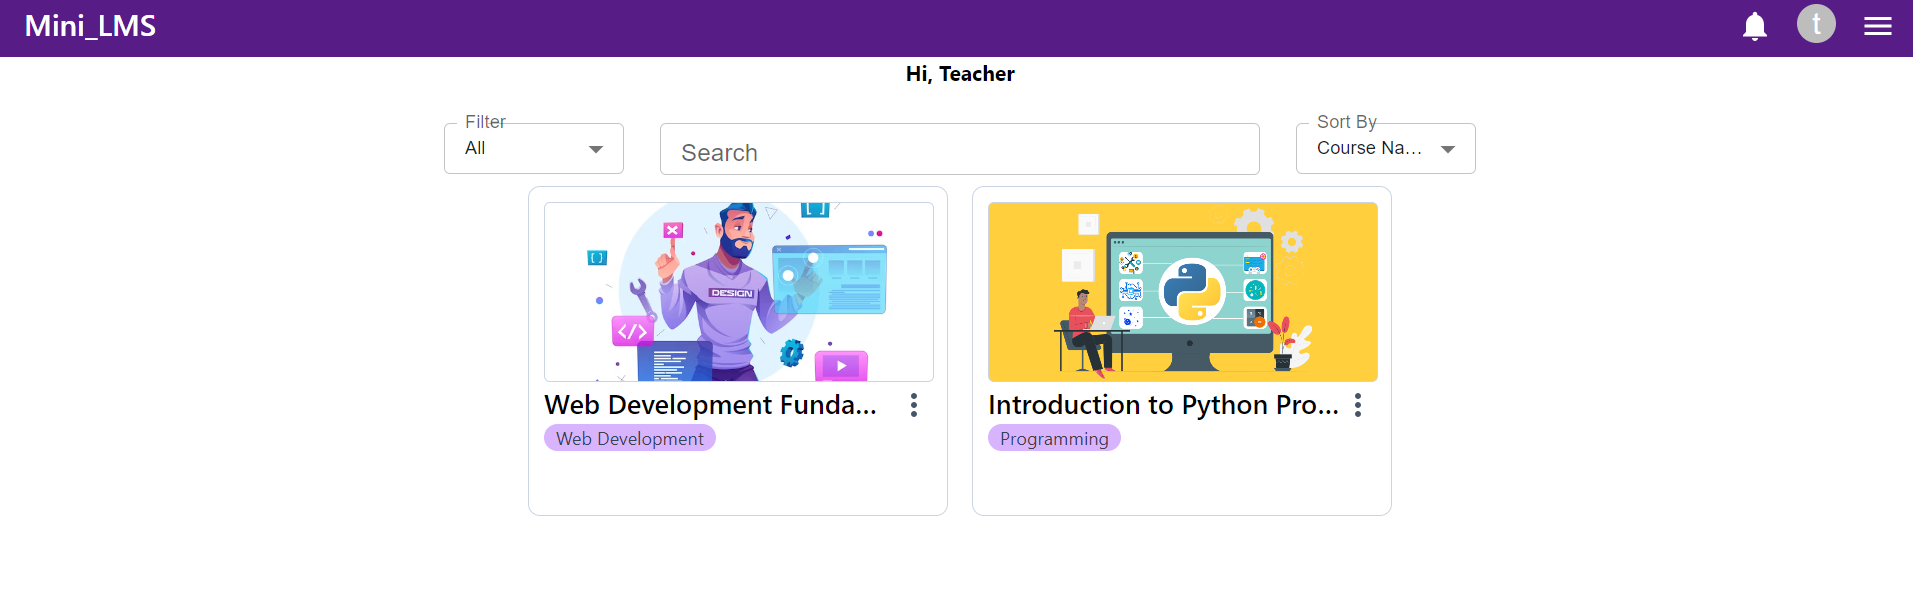 Mini_LMS
t
Hi, Teacher
Filter
All
Search
Sort By
Course Na...
[ ]
[ ]
DESIGN
</>
Web Development Funda...
Web Development
Introduction to Python Pro...
Programming